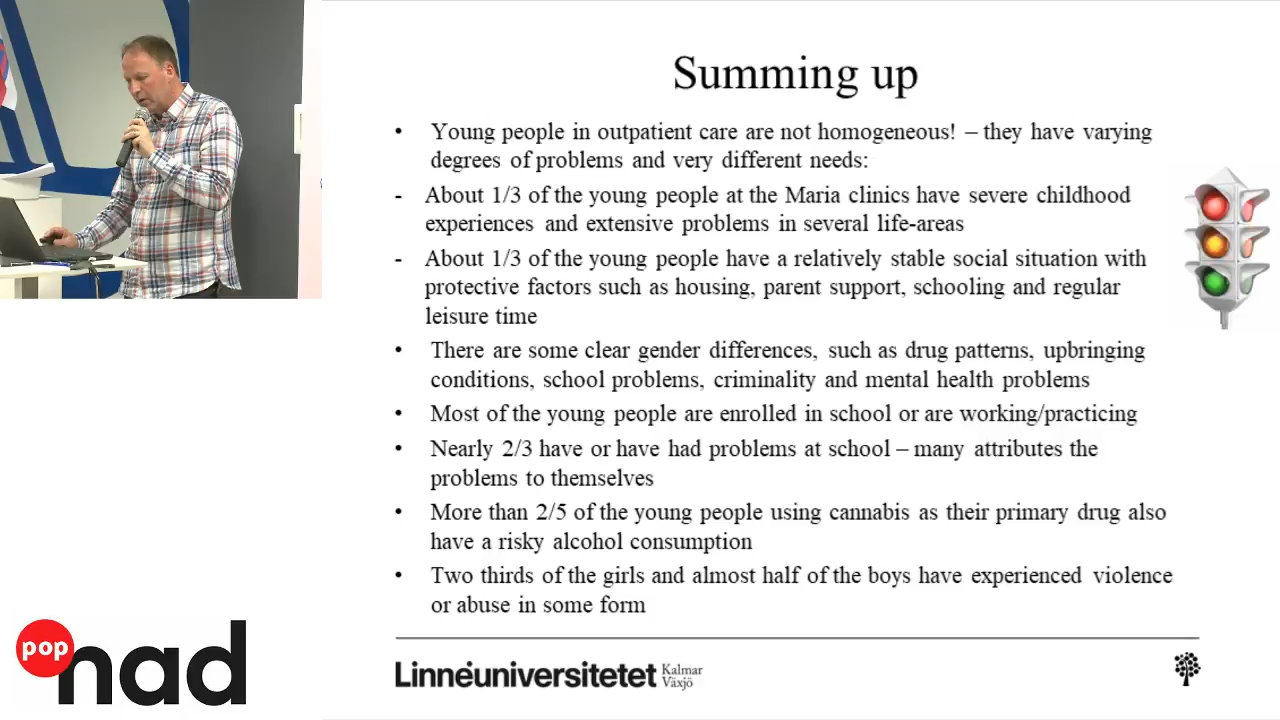 Summing up
• Young people in outpatient care are not homogeneous! – they have varying
degrees of problems and very different needs:
- About 1/3 of the young people at the Maria clinics have severe childhood
experiences and extensive problems in several life-areas
- About 1/3 of the young people have a relatively stable social situation with
protective factors such as housing, parent support, schooling and regular
leisure time
• There are some clear gender differences, such as drug patterns, upbringing
conditions, school problems, criminality and mental health problems
• Most of the young people are enrolled in school or are working/practicing
• Nearly 2/3 have or have had problems at school – many attributes the
problems to themselves
• More than 2/5 of the young people using cannabis as their primary drug also
have a risky alcohol consumption
• Two thirds of the girls and almost half of the boys have experienced violence
or abuse in some form
pop
nad
Linnéuniversitetet
Kalmar
Växjö